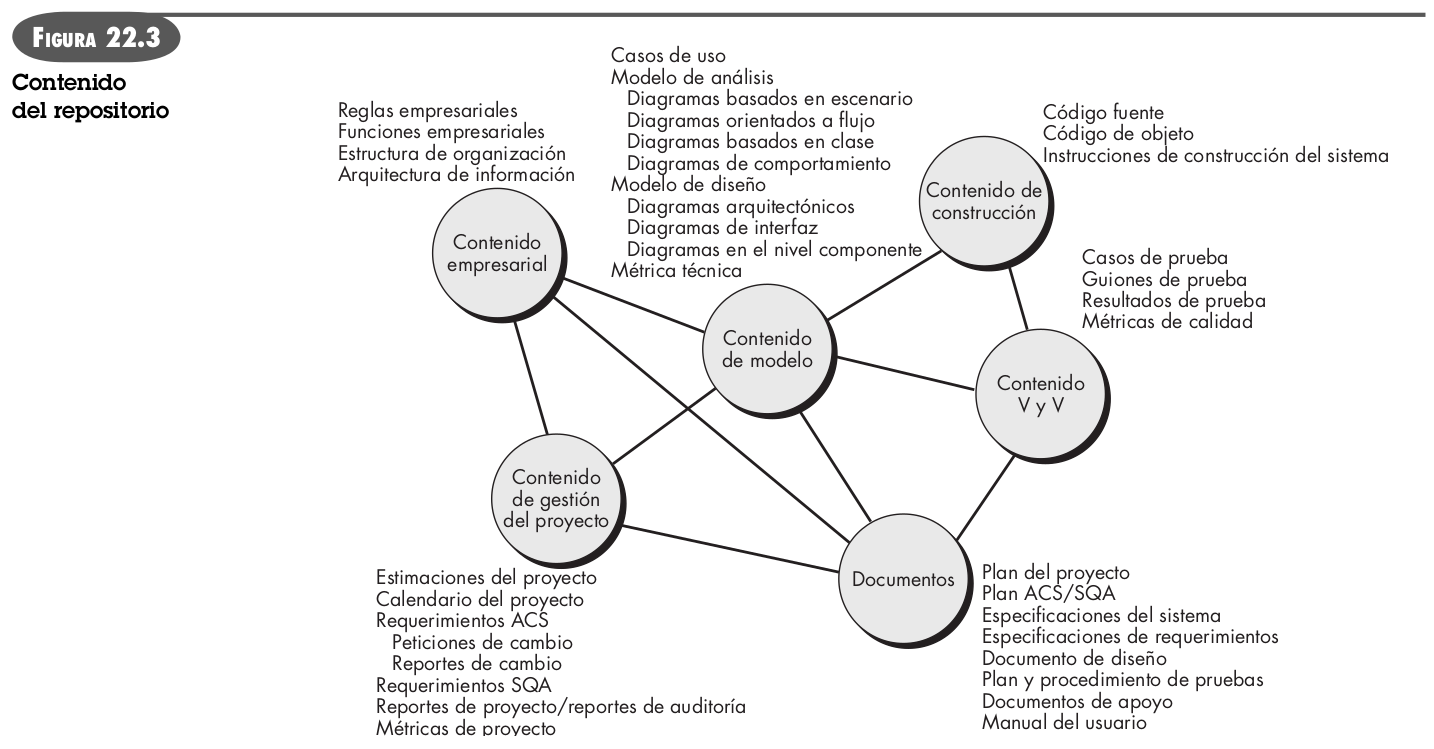 FIGURA 22.3
Contenido
del repositorio
Reglas empresariales
Funciones empresariales
Estructura de organización
Arquitectura de información
Contenido
empresarial
Casos de uso
Modelo de análisis
Diagramas basados en escenario
Diagramas orientados a flujo
Diagramas basados en clase
Diagramas de comportamiento
Modelo de diseño
Diagramas arquitectónicos
Diagramas de interfaz
Diagramas en el nivel componente
Métrica técnica
Contenido
de modelo
Código fuente
Código de objeto
Instrucciones de construcción del sistema
Contenido de
construcción
Casos de prueba
Guiones de prueba
Resultados de prueba
Métricas de calidad
Contenido
V y V
Contenido
de gestión
del proyecto
Estimaciones del proyecto
Calendario del proyecto
Requerimientos ACS
Peticiones de cambio
Reportes de cambio
Requerimientos SQA
Reportes de proyecto/reportes de auditoría
Métricas de proyecto
Documentos
Plan del proyecto
Plan ACS/SQA
Especificaciones del sistema
Especificaciones de requerimientos
Documento de diseño
Plan y procedimiento de pruebas
Documentos de apoyo
Manual del usuario